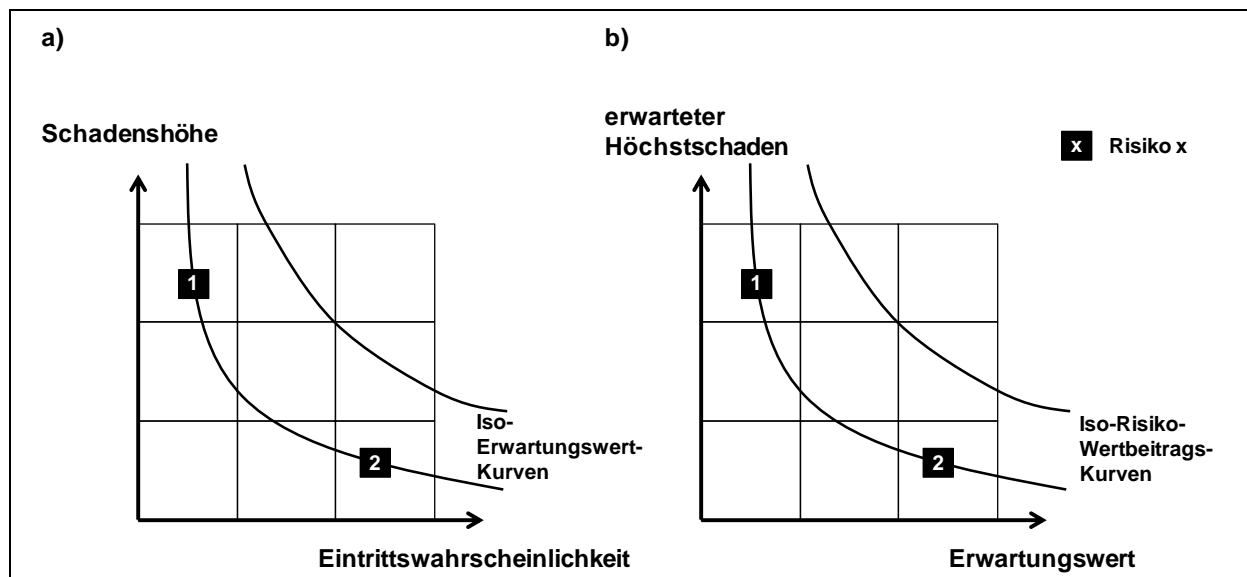 a)
Schadenshöhe
1
2
Iso-
Erwartungswert-
Kurven
Eintrittswahrscheinlichkeit
b)
erwarteter
Höchstschaden
x Risiko x
1
2
Iso-Risiko-
Wertbeitrags-
Kurven
Erwartungswert